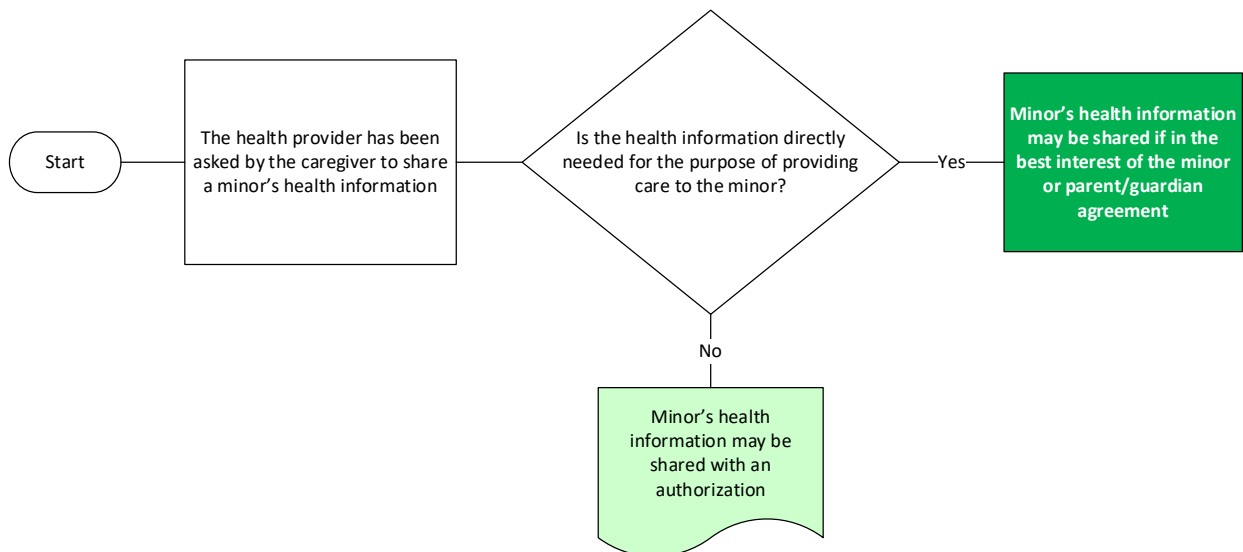 Start
The health provider has been
asked by the caregiver to share
a minor's health information
Is the health information directly
needed for the purpose of providing
care to the minor?
Yes
Minor's health information
may be shared if in the
best interest of the minor
or parent/guardian
agreement
No
Minor's health
information may be
shared with an
authorization